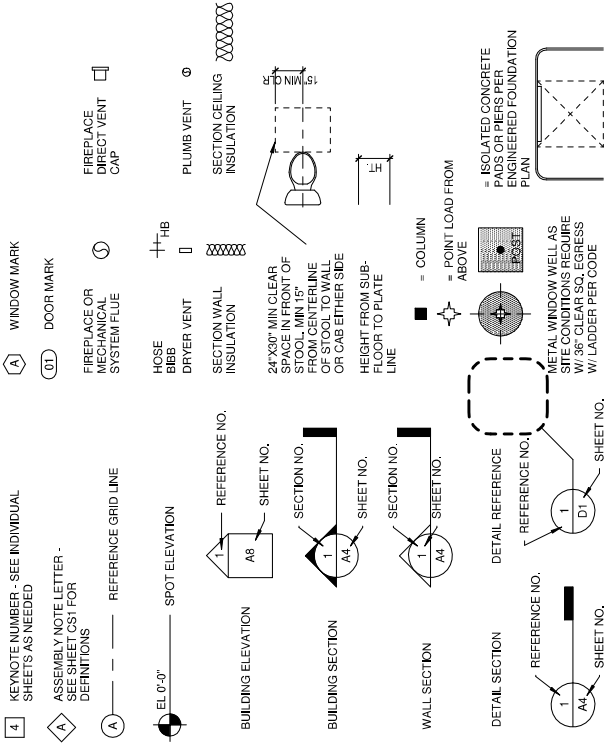 4
KEYNOTE NUMBER - SEE INDIVIDUAL
SHEETS AS NEEDED
A
ASSEMBLY NOTE LETTER -
SEE SHEET CS1 FOR
DEFINITIONS
A
REFERENCE GRID LINE
EL 0'-0"
SPOT ELEVATION
BUILDING ELEVATION
1
A8
REFERENCE NO.
SHEET NO.
BUILDING SECTION
1
A4
SECTION NO.
SHEET NO.
WALL SECTION
1
A4
SECTION NO.
SHEET NO.
DETAIL SECTION
REFERENCE NO.
1
A4
SHEET NO.
DETAIL REFERENCE
REFERENCE NO.
1
D1
SHEET NO.
A
WINDOW MARK
01
DOOR MARK
FIREPLACE OR
MECHANICAL
SYSTEM FLUE
FIREPLACE
DIRECT VENT
CAP
HOSE
BIBB
HB
DRYER VENT
PLUMB VENT
SECTION WALL
INSULATION
SECTION CEILING
INSULATION
24"X30" MIN CLEAR
SPACE IN FRONT OF
STOOL. MIN 15"
FROM CENTERLINE
OF STOOL TO WALL
OR CAB EITHER SIDE
15" MIN CLR
HEIGHT FROM SUB-
FLOOR TO PLATE
LINE
HT.
= COLUMN
= POINT LOAD FROM
ABOVE
POST
= ISOLATED CONCRETE
PADS OR PIERS PER
ENGINEERED FOUNDATION
PLAN
METAL WINDOW WELL AS
SITE CONDITIONS REQUIRE
W/ 36" CLEAR SQ. EGRESS
W/ LADDER PER CODE